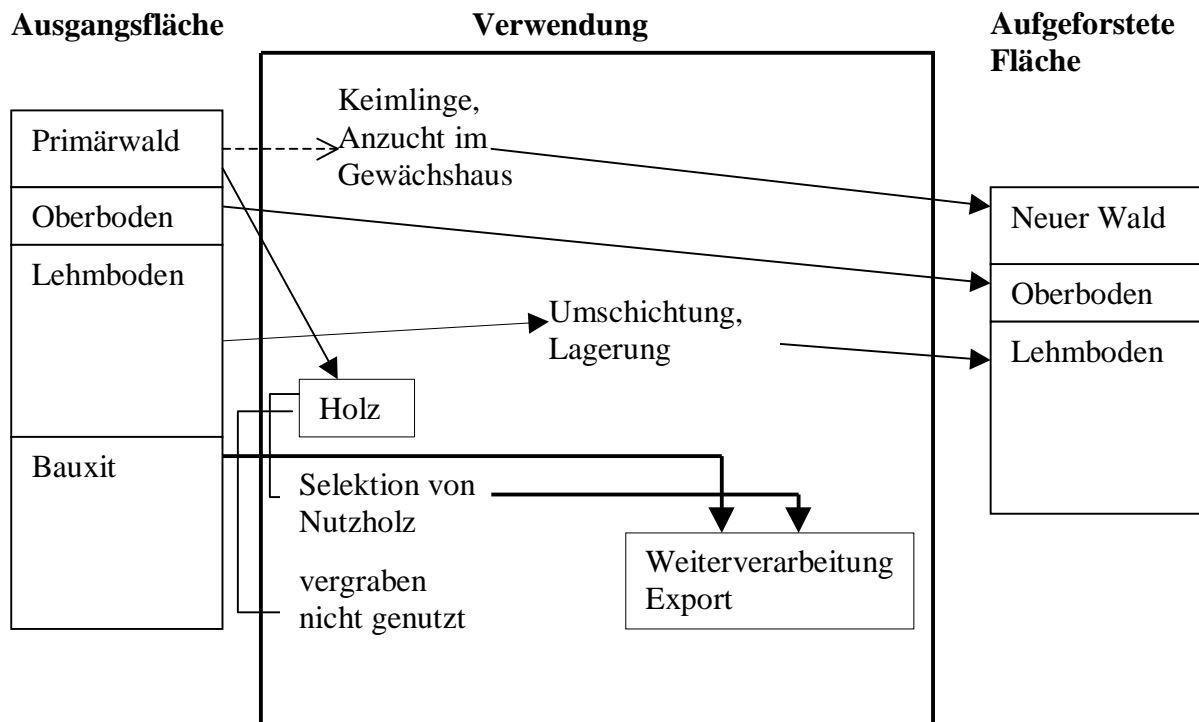 Ausgangsfläche
Verwendung
Aufgeforstete
Fläche
Primärwald
Oberboden
Lehmboden
Bauxit
Keimlinge,
Anzucht im
Gewächshaus
Umschichtung,
Lagerung
Holz
Selektion von
Nutzholz
vergraben
nicht genutzt
Weiterverarbeitung
Export
Neuer Wald
Oberboden
Lehmboden